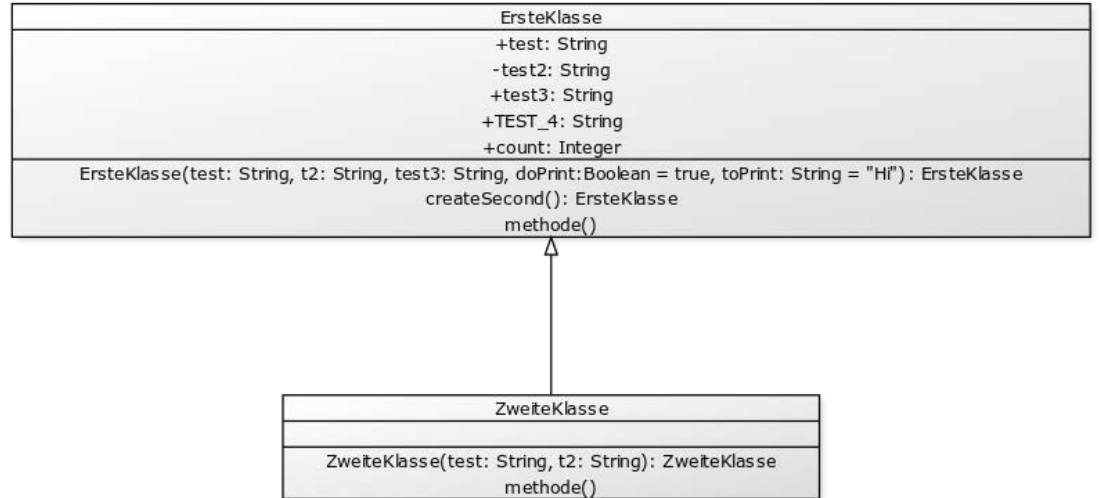 ErsteKlasse
+test: String
-test2: String
+test3: String
+TEST_4: String
+count: Integer
ErsteKlasse(test: String, t2: String, test3: String, doPrint:Boolean = true, toPrint: String = "Hi"): ErsteKlasse
createSecond(): ErsteKlasse
methode()
ZweiteKlasse
ZweiteKlasse(test: String, t2: String): ZweiteKlasse
methode()